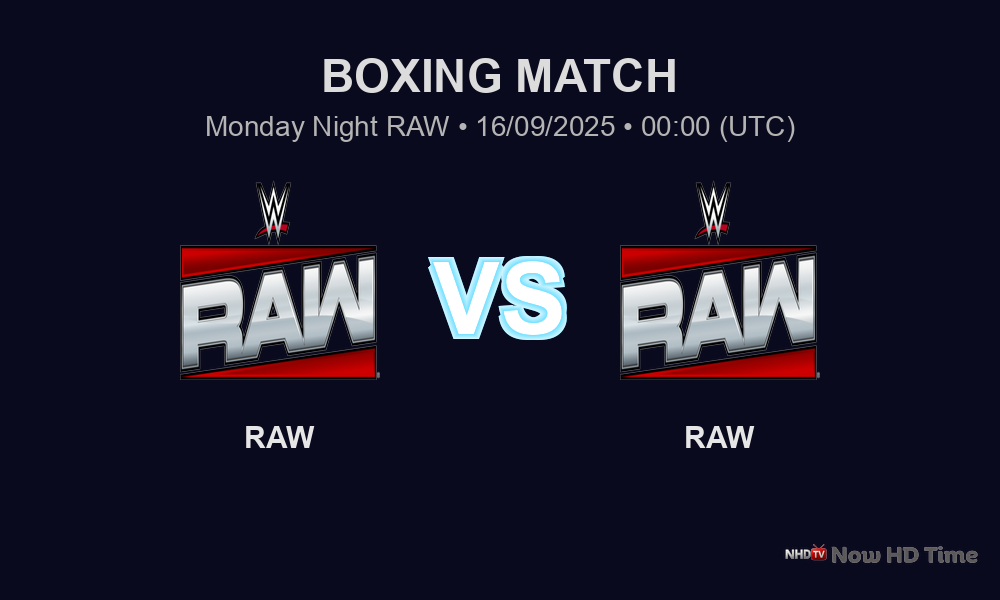 BOXING MATCH
Monday Night RAW • 16/09/2025 • 00:00 (UTC)
W
RAW
VS
W
RAW
RAW
RAW
NHDTV Now HD Time